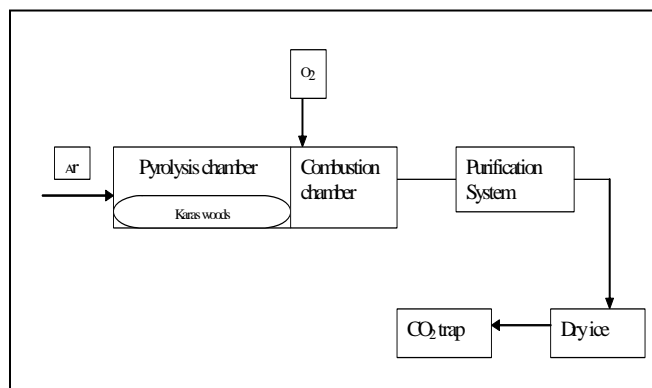 O2
Ar
Pyrolysis chamber
Karas woods
Combustion
chamber
Purification
System
CO2 trap
Dry ice